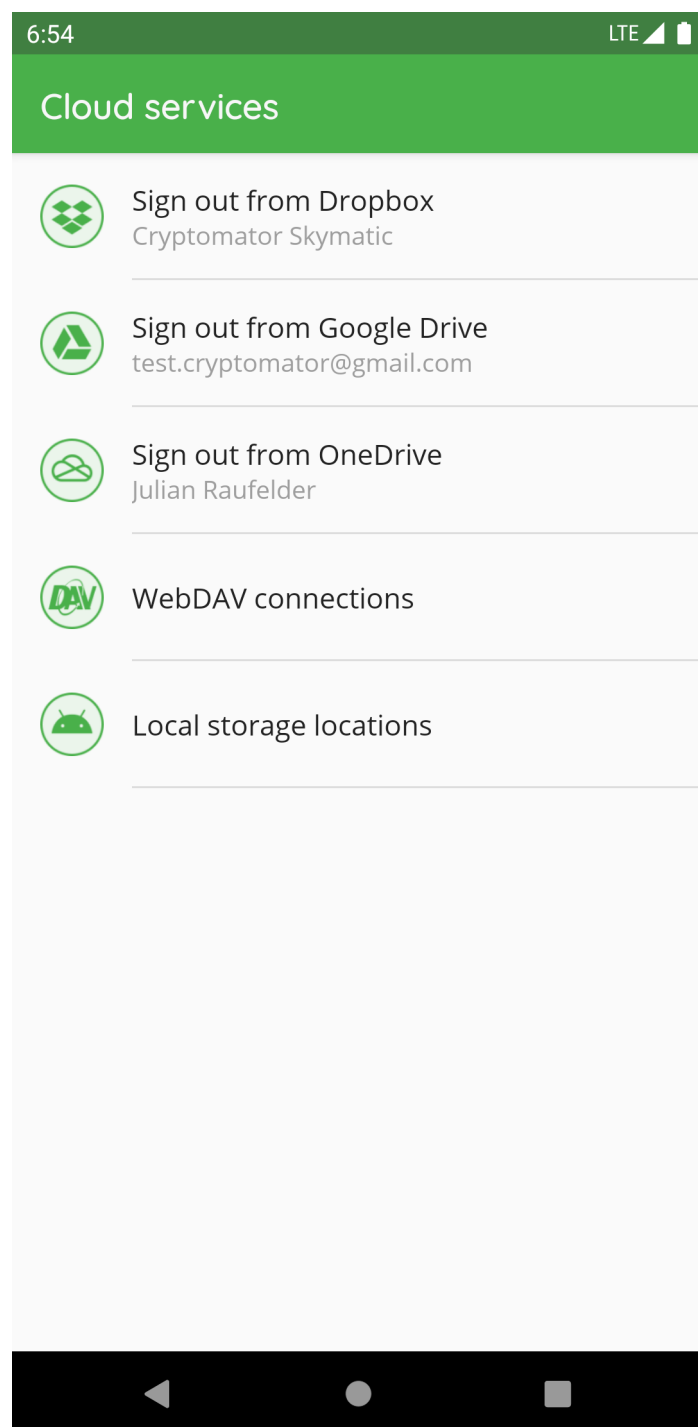 6:54
LTE
Cloud services
Sign out from Dropbox
Cryptomator Skymatic
Sign out from Google Drive
test.cryptomator@gmail.com
Sign out from OneDrive
Julian Raufelder
DAV
WebDAV connections
Local storage locations